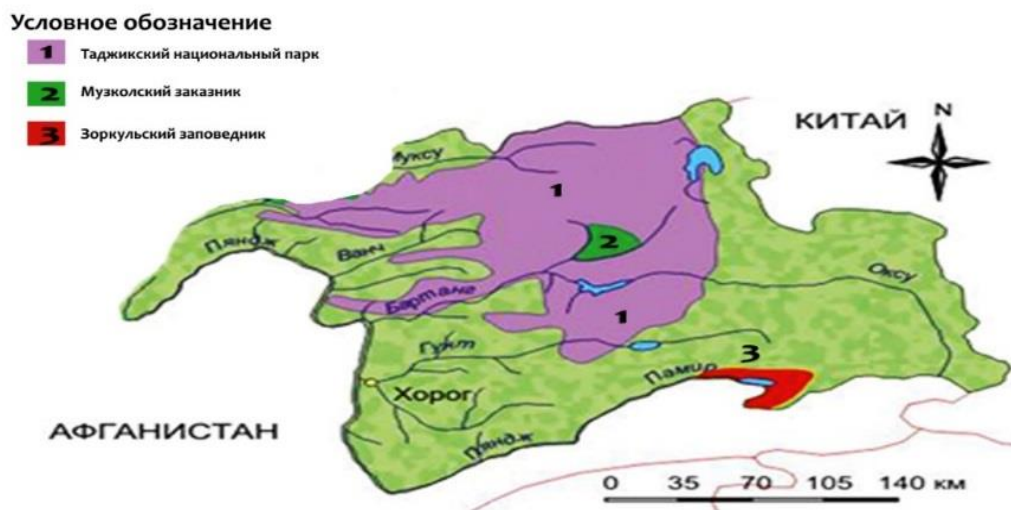 Условное обозначение
1 Таджикский национальный парк
2 Музколский заказник
3 Зоркульский заповедник
КИТАЙ
N
Муксу
1
2
Пяндж
Ванч
Оксу
Бартанг
1
Гунт
3
Памир
Хорог
АФГАНИСТАН
Пяндж
0 35 70 105 140 км